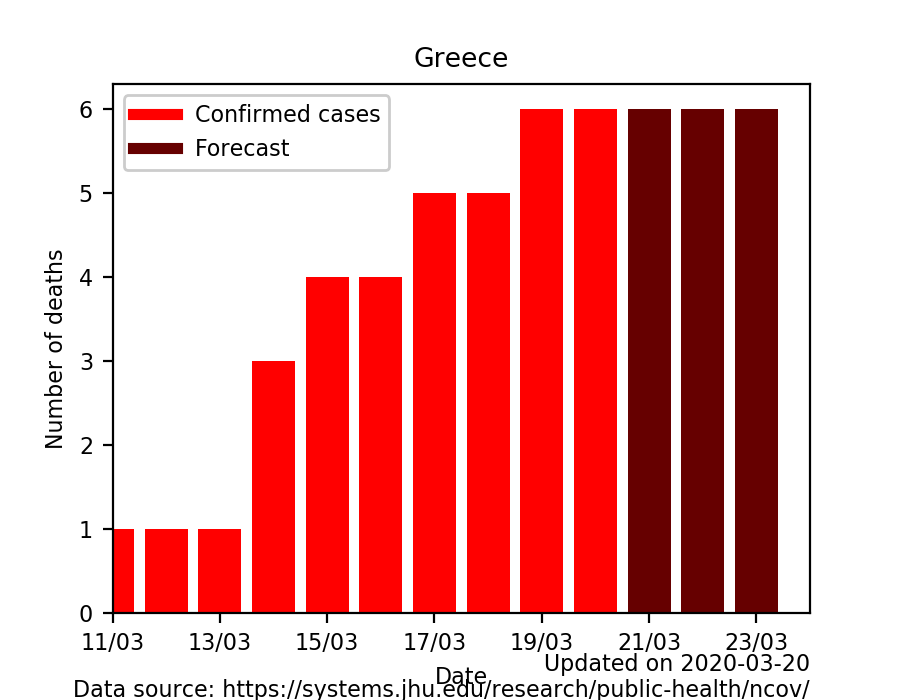 Greece
Confirmed cases
Forecast
Number of deaths
6
5
4
3
2
1
0
11/03 13/03 15/03 17/03 19/03 21/03 23/03
Updated on 2020-03-20
Date
Data source: https://systems.jhu.edu/research/public-health/ncov/